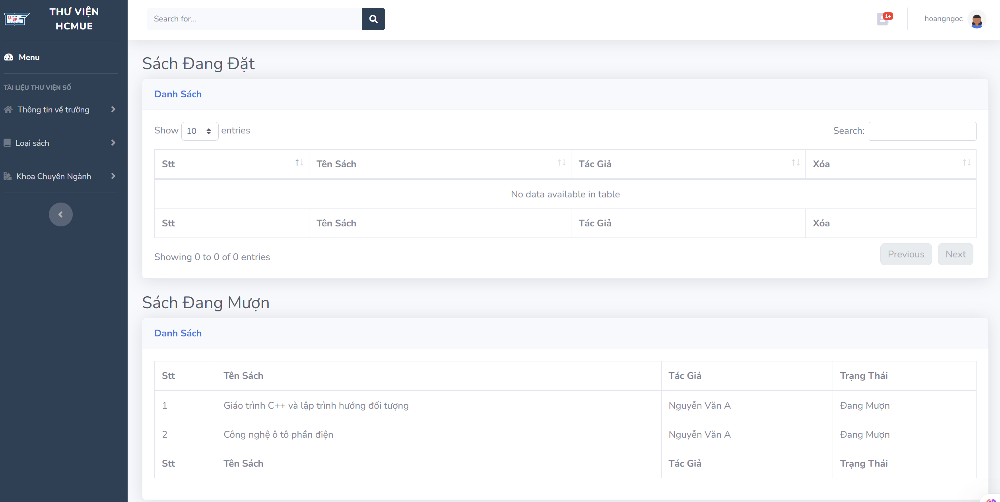 THƯ VIỆN
HCMUE
Menu
TÀI LIỆU THƯ VIỆN SỐ
Thông tin về trường
Loại sách
Khoa Chuyên Ngành
Search for...
1+
hoangngoc
Sách Đang Đặt
Danh Sách
Show 10 entries
Search:
Stt Tên Sách Tác Giả Xóa
No data available in table
Stt Tên Sách Tác Giả Xóa
Showing 0 to 0 of 0 entries
Previous Next
Sách Đang Mượn
Danh Sách
Stt Tên Sách Tác Giả Trạng Thái
1 Giáo trình C++ và lập trình hướng đối tượng Nguyễn Văn A Đang Mượn
2 Công nghệ ô tô phần điện Nguyễn Văn A Đang Mượn
Stt Tên Sách Tác Giả Trạng Thái